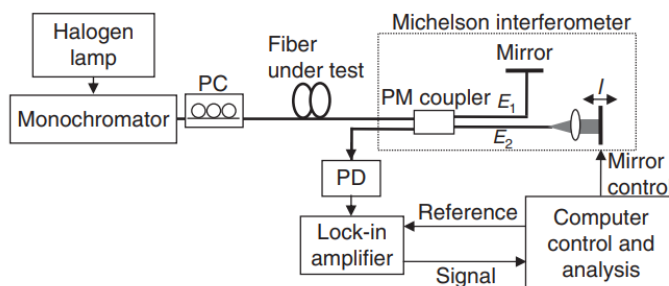 Michelson interferometer
Halogen
lamp
Fiber
under test
Mirror
PC
PM coupler
E1
l
Monochromator
E2
Mirror
control
PD
Reference
Computer
control and
analysis
Lock-in
amplifier
Signal